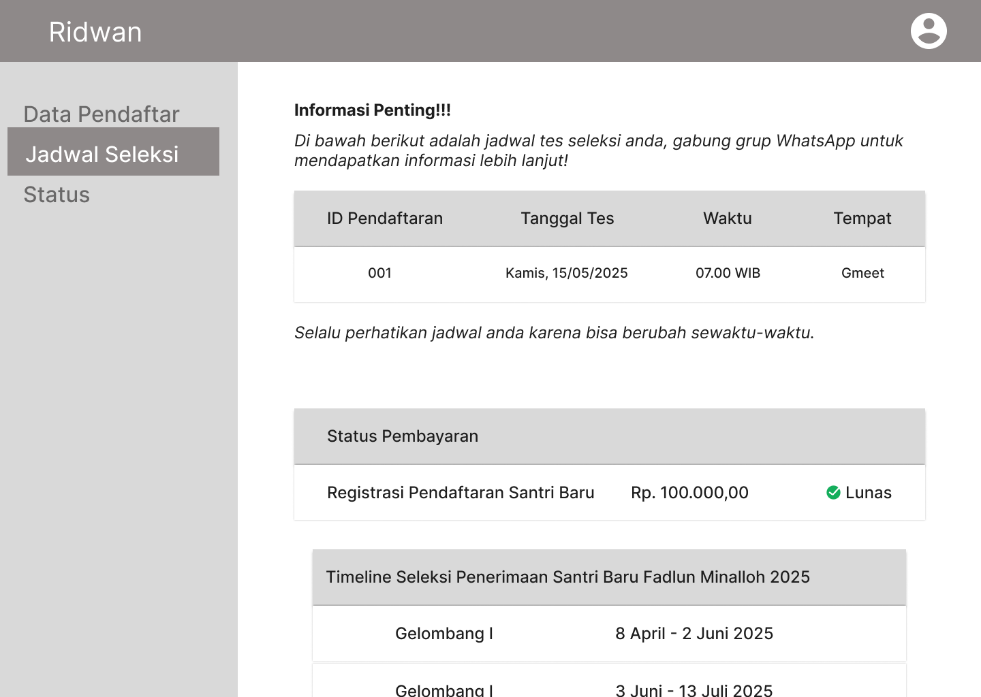 Ridwan
Data Pendaftar
Jadwal Seleksi
Status
Informasi Penting!!!
Di bawah berikut adalah jadwal tes seleksi anda, gabung grup WhatsApp untuk
mendapatkan informasi lebih lanjut!
ID Pendaftaran Tanggal Tes Waktu Tempat
001 Kamis, 15/05/2025 07.00 WIB Gmeet
Selalu perhatikan jadwal anda karena bisa berubah sewaktu-waktu.
Status Pembayaran
Registrasi Pendaftaran Santri Baru Rp. 100.000,00 Lunas
Timeline Seleksi Penerimaan Santri Baru Fadlun Minalloh 2025
Gelombang I 8 April - 2 Juni 2025
Gelombang I 3 Juni - 13 Juli 2025